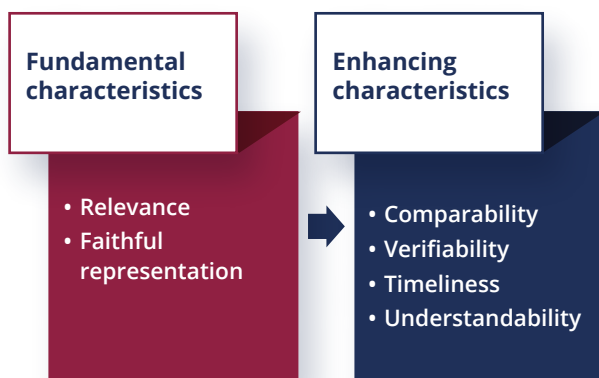 Fundamental
characteristics
• Relevance
• Faithful
representation
Enhancing
characteristics
• Comparability
• Verifiability
• Timeliness
• Understandability